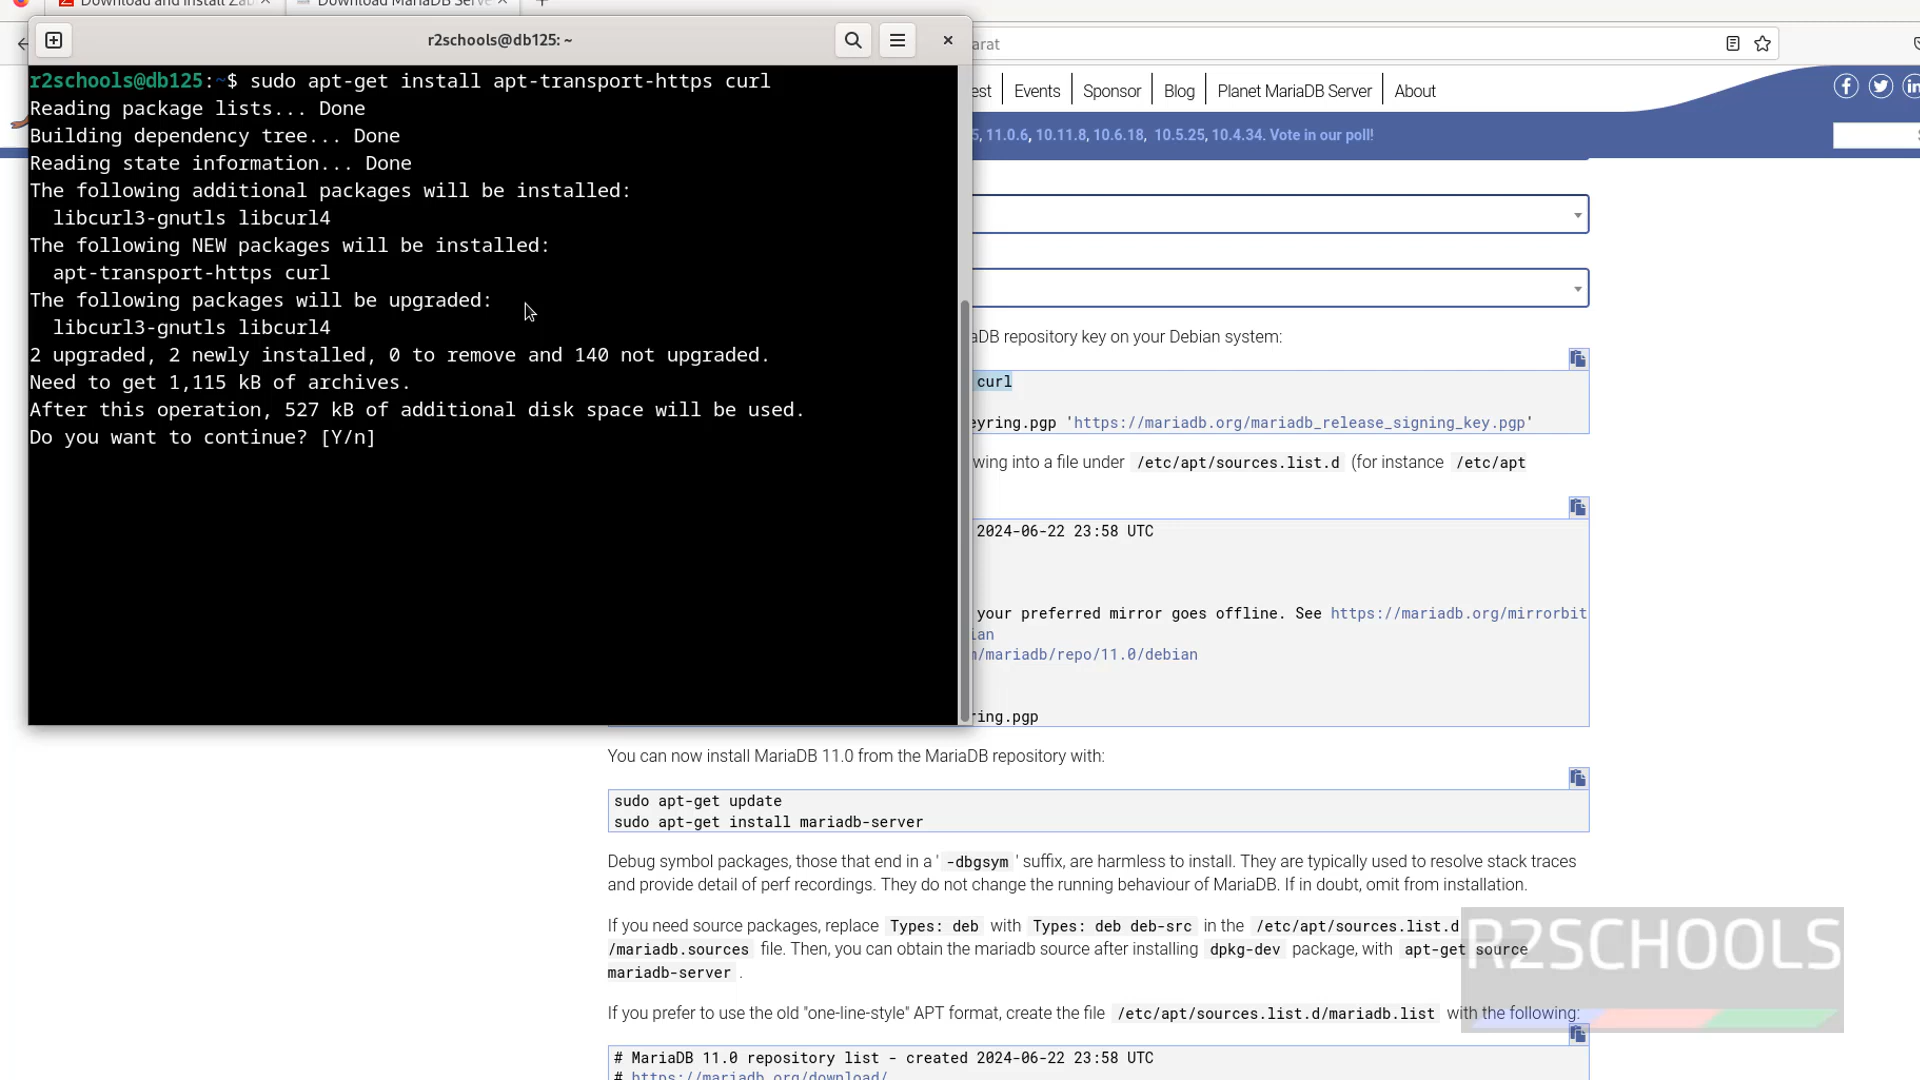 Download and Install Zab
Download MariaDB Serve
r2schools@db125: ~
r2schools@db125:~$ sudo apt-get install apt-transport-https curl
Reading package lists... Done
Building dependency tree... Done
Reading state information... Done
The following additional packages will be installed:
libcurl3-gnutls libcurl4
The following NEW packages will be installed:
apt-transport-https curl
The following packages will be upgraded:
libcurl3-gnutls libcurl4
2 upgraded, 2 newly installed, 0 to remove and 140 not upgraded.
Need to get 1,115 kB of archives.
After this operation, 527 kB of additional disk space will be used.
Do you want to continue? [Y/n]
arat
est Events Sponsor Blog Planet MariaDB Server About
5, 11.0.6, 10.11.8, 10.6.18, 10.5.25, 10.4.34. Vote in our poll!
aDB repository key on your Debian system:
curl
eyring.pgp 'https://mariadb.org/mariadb_release_signing_key.pgp'
wing into a file under /etc/apt/sources.list.d (for instance /etc/apt
2024-06-22 23:58 UTC
your preferred mirror goes offline. See https://mariadb.org/mirrorbit
ian
m/mariadb/repo/11.0/debian
ring.pgp
You can now install MariaDB 11.0 from the MariaDB repository with:
sudo apt-get update
sudo apt-get install mariadb-server
Debug symbol packages, those that end in a ' -dbgsym ' suffix, are harmless to install. They are typically used to resolve stack traces
and provide detail of perf recordings. They do not change the running behaviour of MariaDB. If in doubt, omit from installation.
If you need source packages, replace Types: deb with Types: deb deb-src in the /etc/apt/sources.list.d
/mariadb.sources file. Then, you can obtain the mariadb source after installing dpkg-dev package, with apt-get source
mariadb-server .
R2SCHOOLS
If you prefer to use the old "one-line-style" APT format, create the file /etc/apt/sources.list.d/mariadb.list with the following:
# MariaDB 11.0 repository list - created 2024-06-22 23:58 UTC
# https://mariadb.org/download/